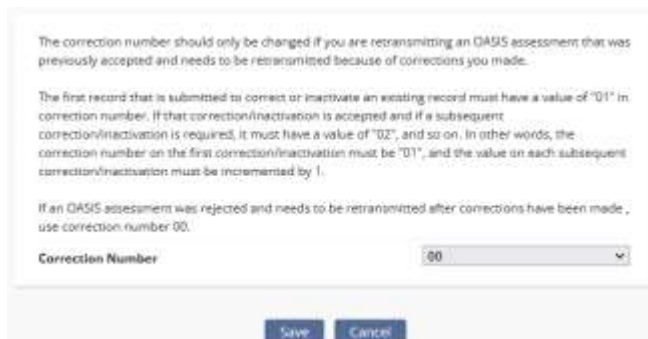 The correction number should only be changed if you are retransmitting an OASIS assessment that was
previously accepted and needs to be retransmitted because of corrections you made.
The first record that is submitted to correct or inactivate an existing record must have a value of "01" in
correction number. If that correction/inactivation is accepted and if a subsequent
correction/inactivation is required, it must have a value of "02", and so on. In other words, the
correction number on the first correction/inactivation must be "01", and the value on each subsequent
correction/inactivation must be incremented by 1.
If an OASIS assessment was rejected and needs to be retransmitted after corrections have been made ,
use correction number 00.
Correction Number 00
Save Cancel